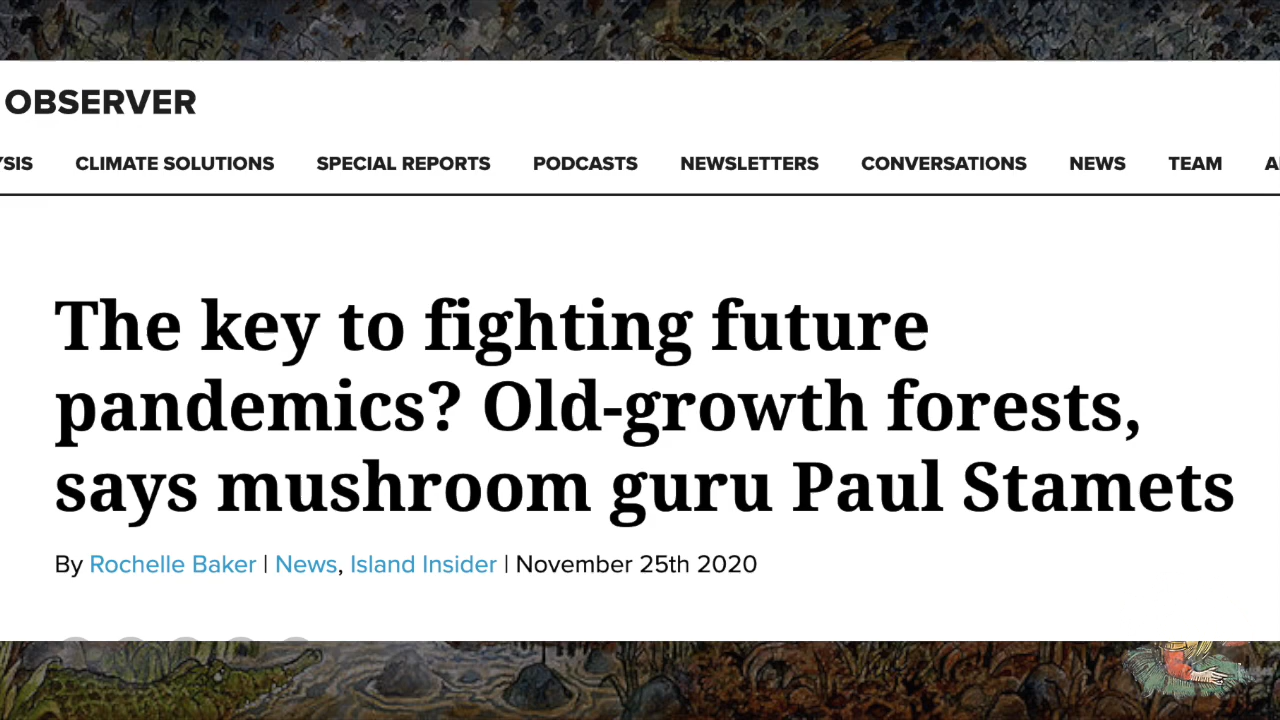 OBSERVER
YSIS CLIMATE SOLUTIONS SPECIAL REPORTS PODCASTS NEWSLETTERS CONVERSATIONS NEWS TEAM A
The key to fighting future
pandemics? Old-growth forests,
says mushroom guru Paul Stamets
By Rochelle Baker | News, Island Insider | November 25th 2020